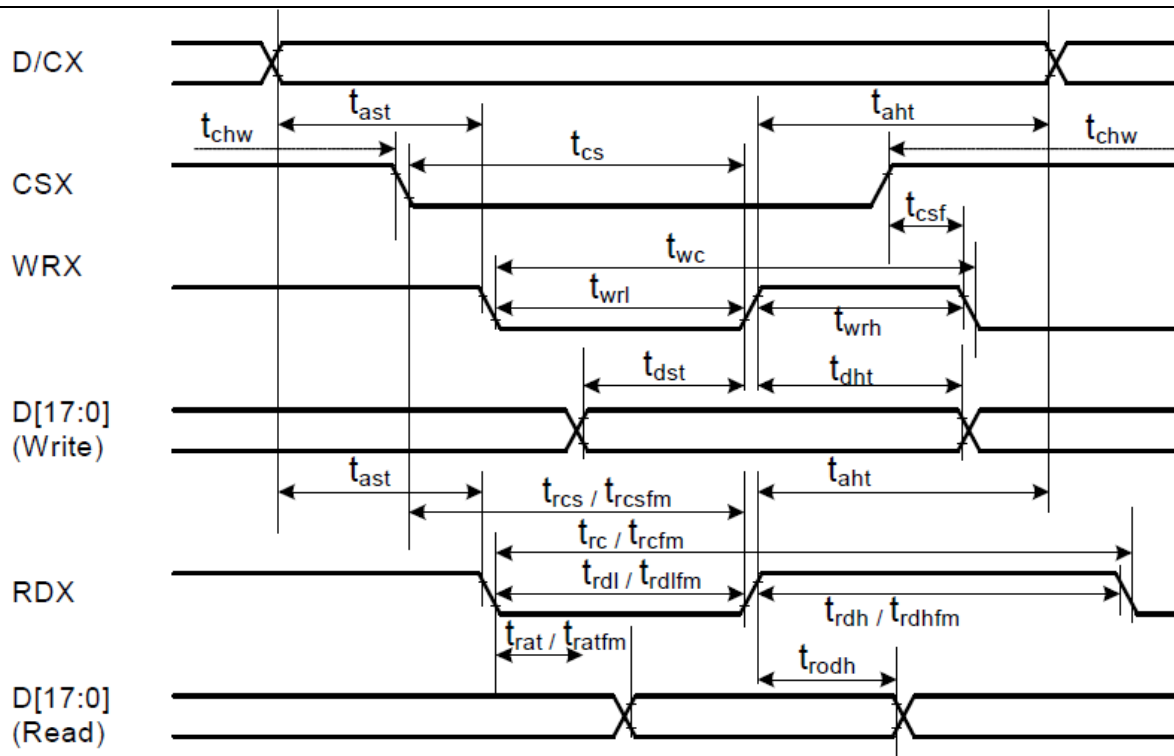 D/CX
t_ast
t_aht
t_chw
t_chw
t_cs
CSX
t_csf
WRX
t_wc
t_wrl
t_wrh
t_dst
t_dht
D[17:0]
(Write)
t_ast
t_aht
t_rcs / t_rcsfm
t_rc / t_rcfm
RDX
t_rdl / t_rdlfm
t_rdh / t_rdhfm
t_rat / t_ratfm
t_rodh
D[17:0]
(Read)